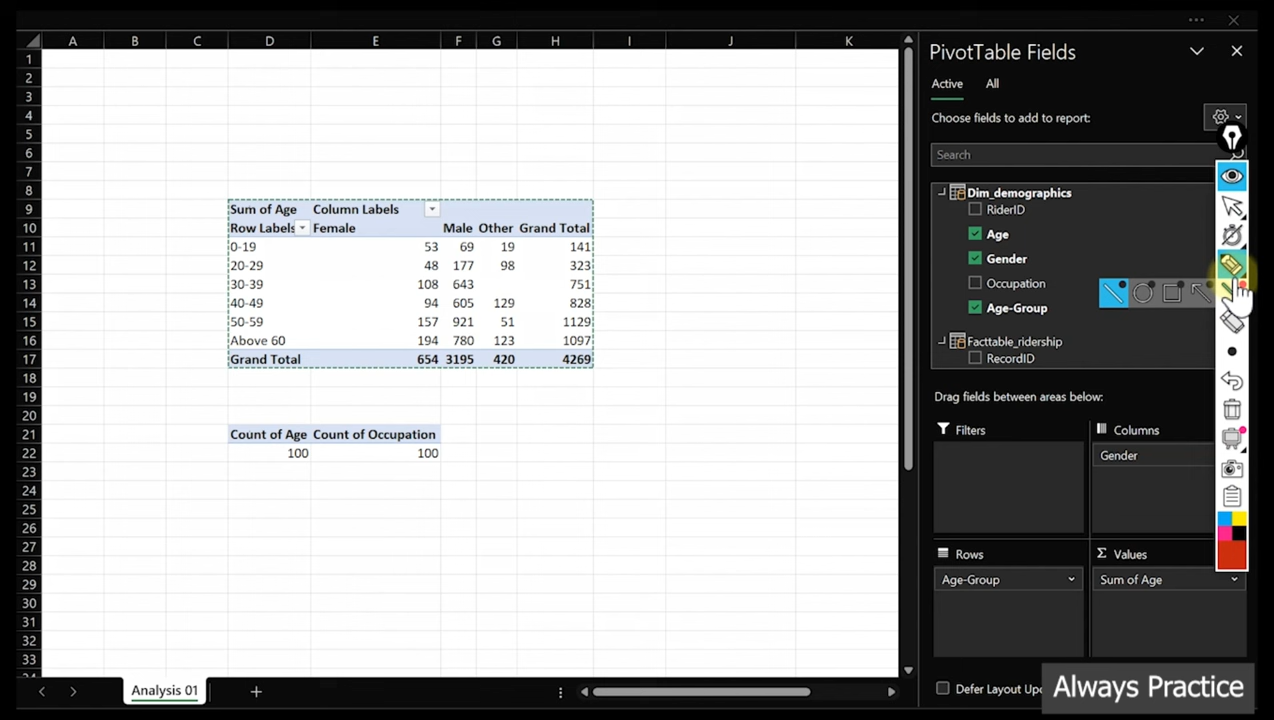 PivotTable Fields
Active All
Choose fields to add to report:
Search
Dim_demographics
RiderID
Age
Gender
Occupation
Age-Group
Facttable_ridership
RecordID
Drag fields between areas below:
Filters
Columns
Gender
Rows
Values
Age-Group
Sum of Age
Defer Layout Up
Always Practice
A B C D E F G H I J K
1
2
3
4
5
6
7
8
9 Sum of Age Column Labels
10 Row Labels Female Male Other Grand Total
11 0-19 53 69 19 141
12 20-29 48 177 98 323
13 30-39 108 643 751
14 40-49 94 605 129 828
15 50-59 157 921 51 1129
16 Above 60 194 780 123 1097
17 Grand Total 654 3195 420 4269
18
19
20
21 Count of Age Count of Occupation
22 100 100
23
24
25
26
27
28
29
30
31
32
33
Analysis 01